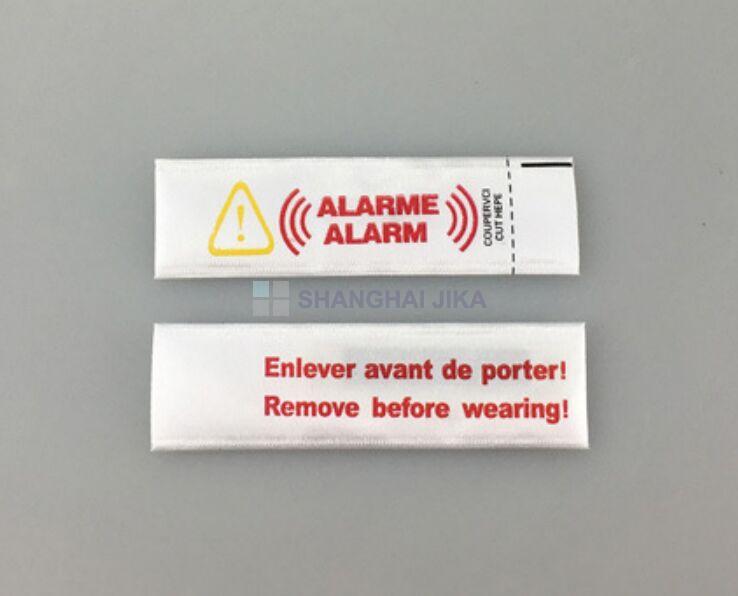 ALARME
ALARM
COUPERVCI
CUT HEPE
SHANGHAI JIKA
Enlever avant de porter!
Remove before wearing!